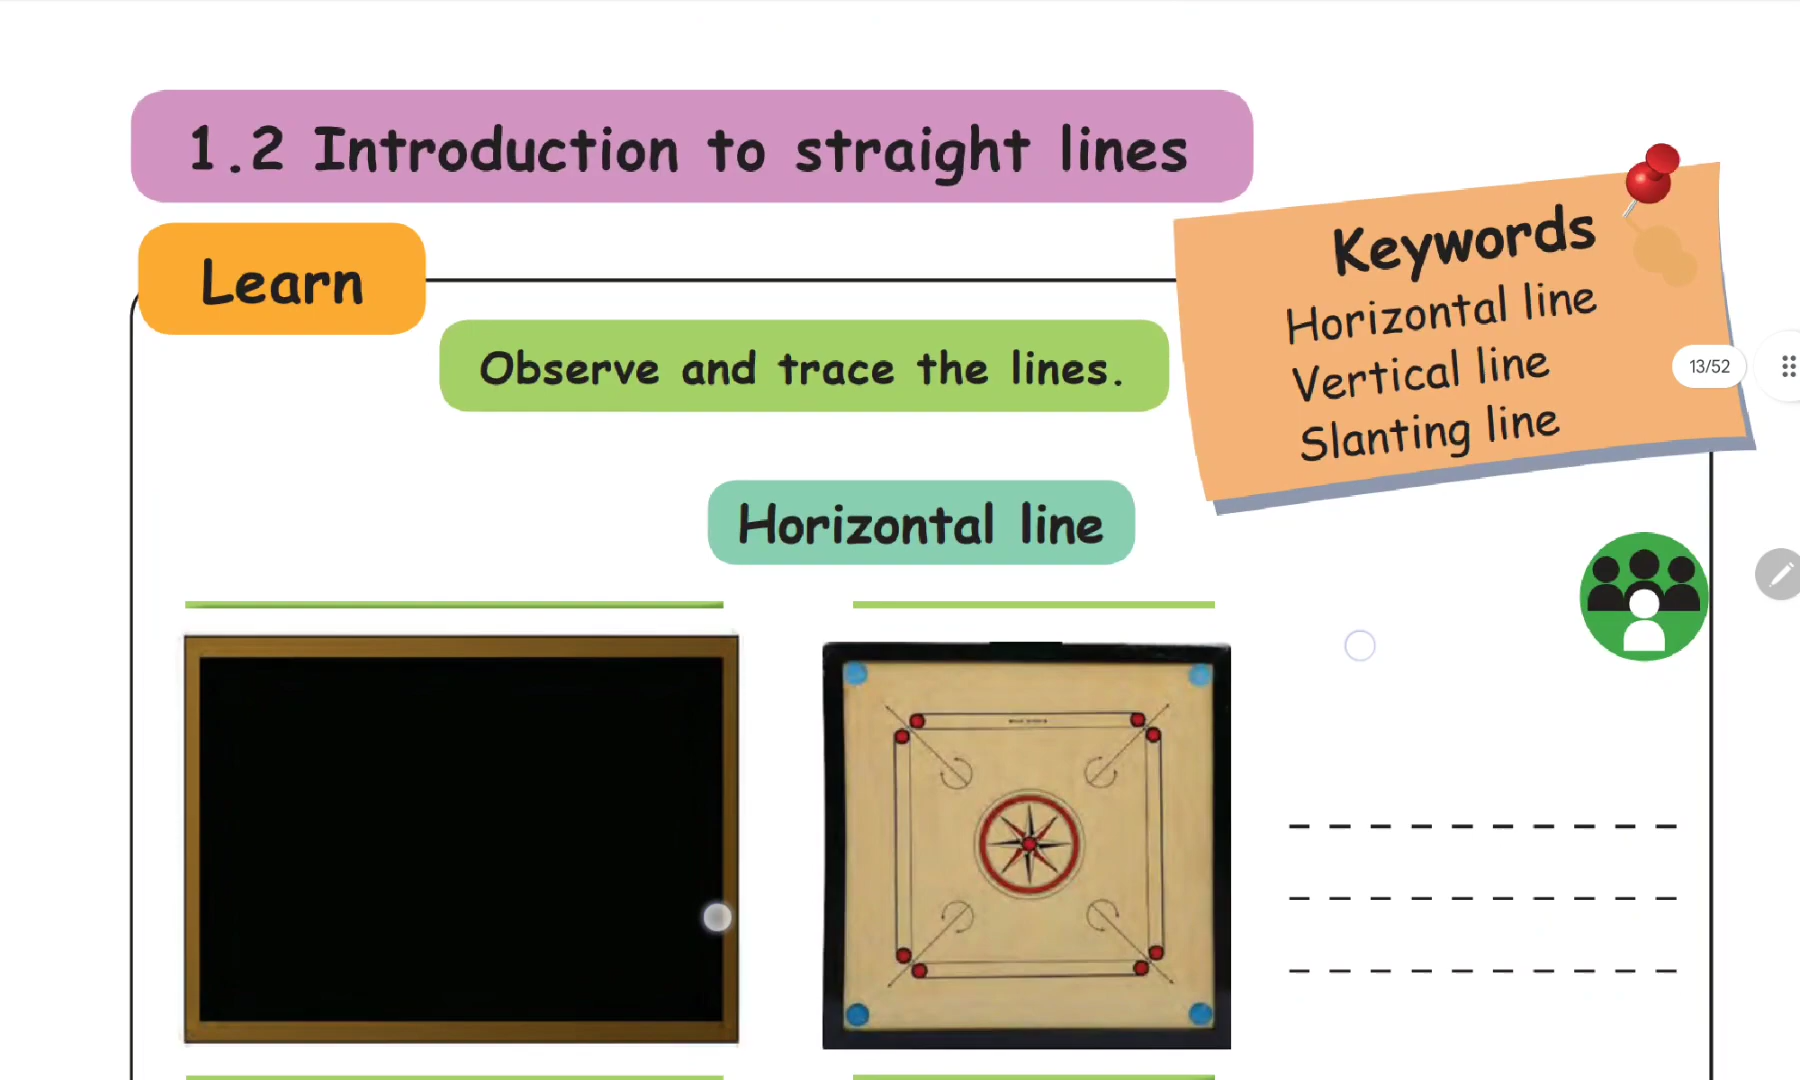 1.2 Introduction to straight lines
Learn
Keywords
Horizontal line
Vertical line
Slanting line
Observe and trace the lines.
13/52
Horizontal line